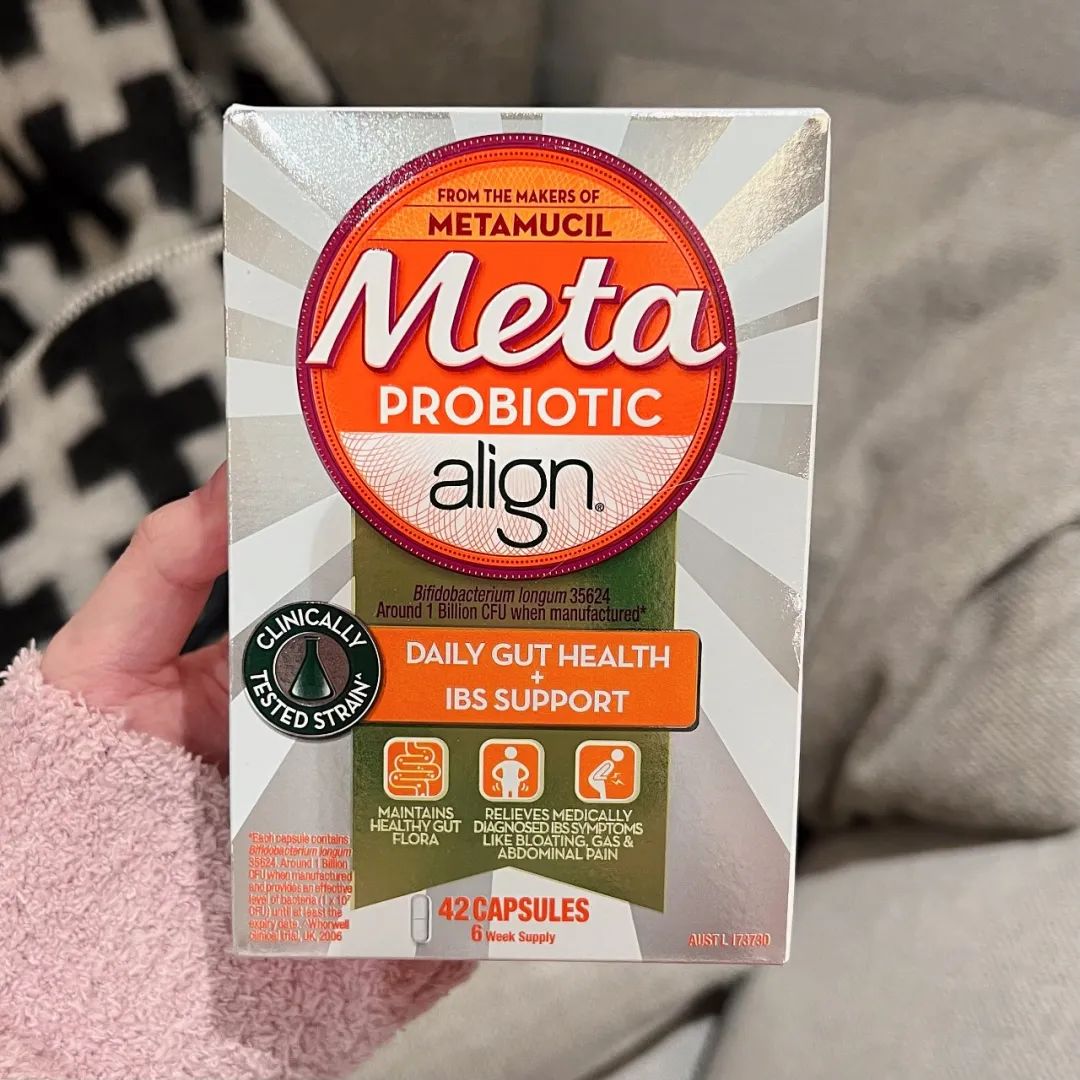 FROM THE MAKERS OF
METAMUCIL
Meta
PROBIOTIC
align®
Bifidobacterium longum 35624
Around 1 Billion CFU when manufactured*
CLINICALLY
TESTED STRAIN^
DAILY GUT HEALTH
+
IBS SUPPORT
MAINTAINS
HEALTHY GUT
FLORA
RELIEVES MEDICALLY
DIAGNOSED IBS SYMPTOMS
LIKE BLOATING, GAS &
ABDOMINAL PAIN
*Each capsule contains
Bifidobacterium longum
35624. Around 1 Billion
CFU when manufactured
and provides an effective
level of bacteria (1 x 10⁷
CFU) until at least the
expiry date. ^Whorwell
clinical trial, UK, 2006
42 CAPSULES
6 Week Supply
AUST L 173730